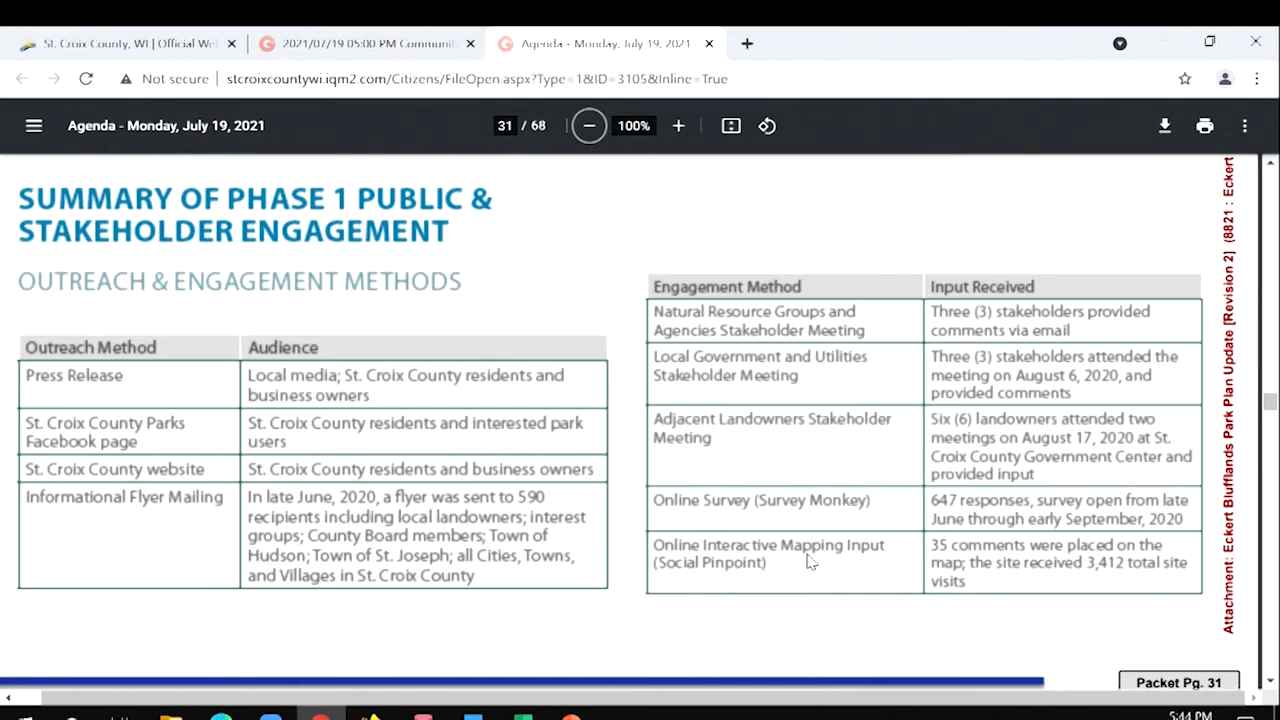 St. Croix County, WI | Official We
2021/07/19 05:00 PM Communit
Agenda - Monday, July 19, 2021
Not secure
stcroixcountywi.iqm2.com/Citizens/FileOpen.aspx?Type=1&ID=3105&Inline=True
Agenda - Monday, July 19, 2021
31 / 68
100%
SUMMARY OF PHASE 1 PUBLIC &
STAKEHOLDER ENGAGEMENT
OUTREACH & ENGAGEMENT METHODS
Outreach Method
Audience
Press Release
Local media; St. Croix County residents and
business owners
St. Croix County Parks
Facebook page
St. Croix County residents and interested park
users
St. Croix County website
St. Croix County residents and business owners
Informational Flyer Mailing
In late June, 2020, a flyer was sent to 590
recipients including local landowners; interest
groups; County Board members; Town of
Hudson; Town of St. Joseph; all Cities, Towns,
and Villages in St. Croix County
Engagement Method
Input Received
Natural Resource Groups and
Agencies Stakeholder Meeting
Three (3) stakeholders provided
comments via email
Local Government and Utilities
Stakeholder Meeting
Three (3) stakeholders attended the
meeting on August 6, 2020, and
provided comments
Adjacent Landowners Stakeholder
Meeting
Six (6) landowners attended two
meetings on August 17, 2020 at St.
Croix County Government Center and
provided input
Online Survey (Survey Monkey)
647 responses, survey open from late
June through early September, 2020
Online Interactive Mapping Input
(Social Pinpoint)
35 comments were placed on the
map; the site received 3,412 total site
visits
Attachment: Eckert Blufflands Park Plan Update [Revision 2] (8821 : Eckert
Packet Pg. 31
5:44 PM